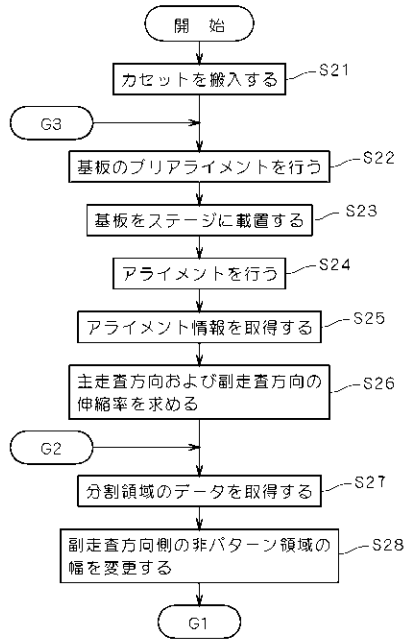 開 始
カセットを搬入する
S21
G3
基板のプリアライメントを行う
S22
基板をステージに載置する
S23
アライメントを行う
S24
アライメント情報を取得する
S25
主走査方向および副走査方向の
伸縮率を求める
S26
G2
分割領域のデータを取得する
S27
副走査方向側の非パターン領域の
幅を変更する
S28
G1